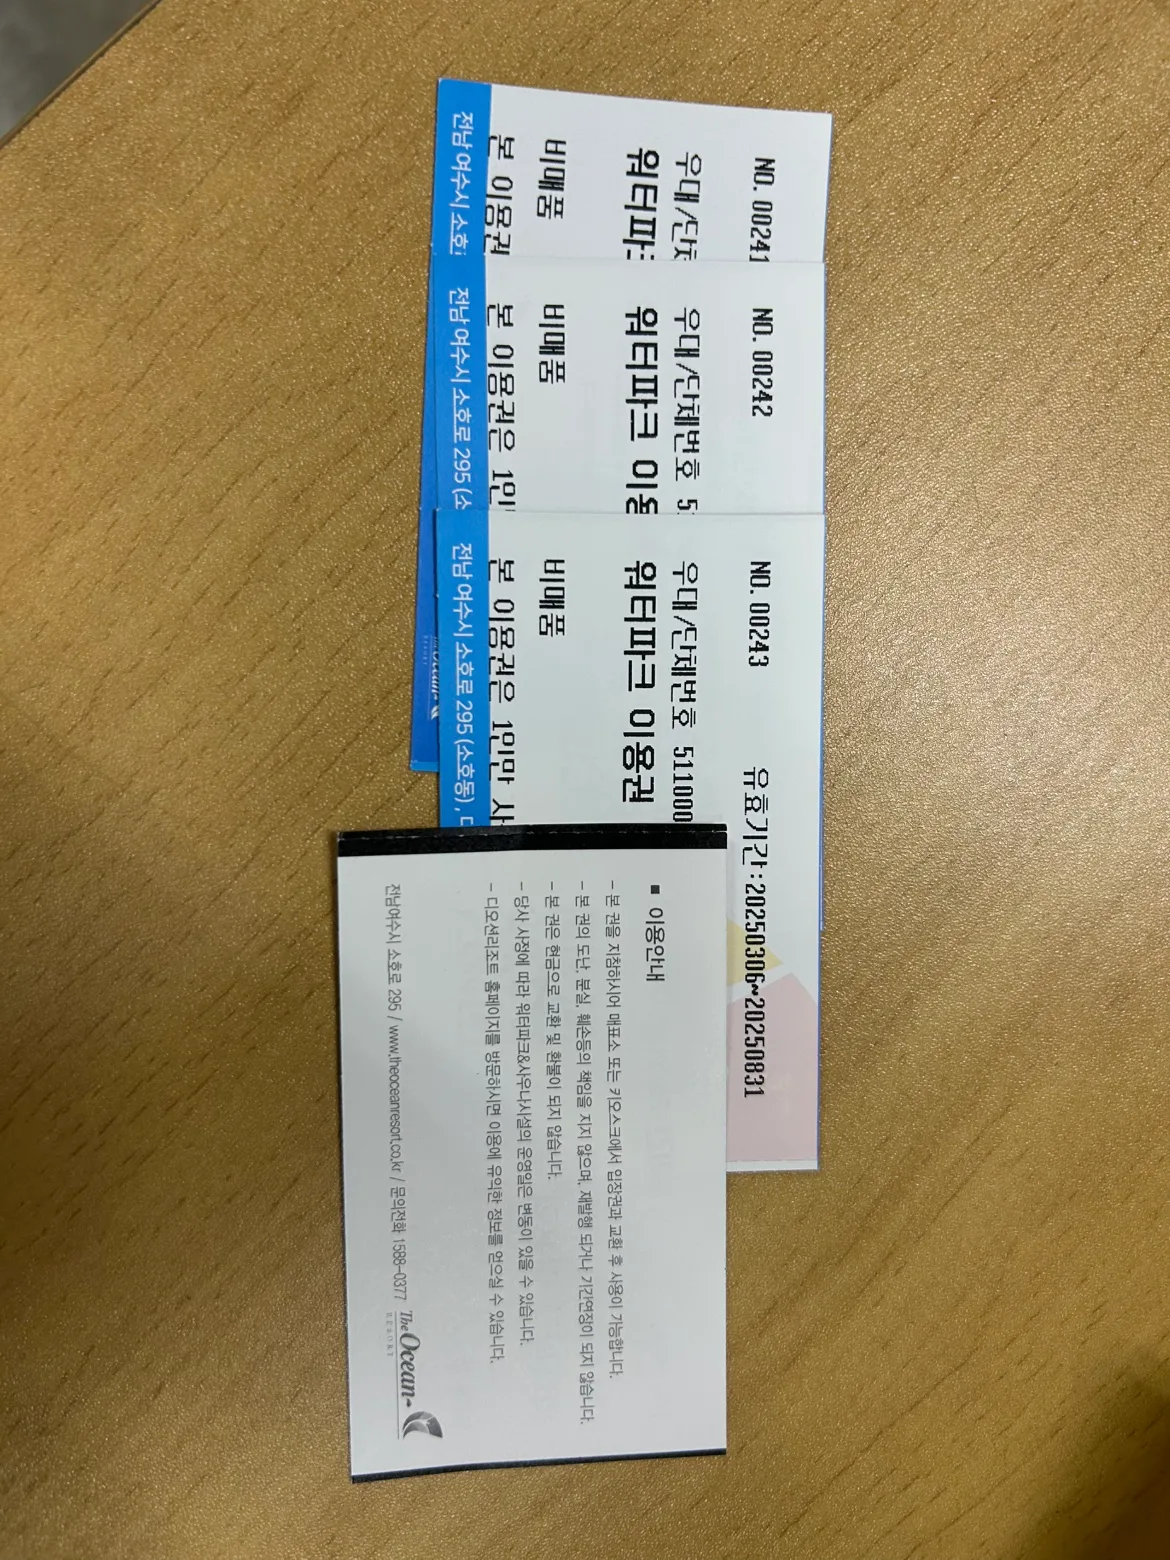 NO. 00241
우대/단체
워터파크
비매품
본 이용권
전남 여수시 소호
NO. 00242
우대/단체번호 5
워터파크 이용
비매품
본 이용권은 1인
전남 여수시 소호로 295 (소
NO. 00243 유효기간:20250306~20250831
우대/단체번호 511000
워터파크 이용권
비매품
본 이용권은 1인만 사
전남 여수시 소호로 295 (소호동),
The Ocean
RESORT
■ 이용안내
- 본 권을 지참하시어 매표소 또는 키오스크에서 입장권과 교환 후 사용이 가능합니다.
- 본 권의 도난, 분실, 훼손등의 책임을 지지 않으며, 재발행 되거나 기간연장이 되지 않습니다.
- 본 권은 현금으로 교환 및 환불이 되지 않습니다.
- 당사 사정에 따라 워터파크&사우나시설의 운영일은 변동이 있을 수 있습니다.
- 디오션리조트 홈페이지를 방문하시면 이용에 유익한 정보를 얻으실 수 있습니다.
전남여수시 소호로 295 / www.theoceanresort.co.kr / 문의전화 1588-0377 The Ocean
RESORT